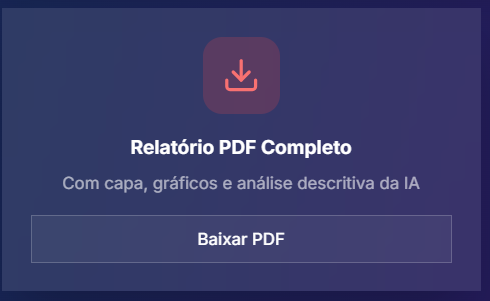 Relatório PDF Completo
Com capa, gráficos e análise descritiva da IA
Baixar PDF